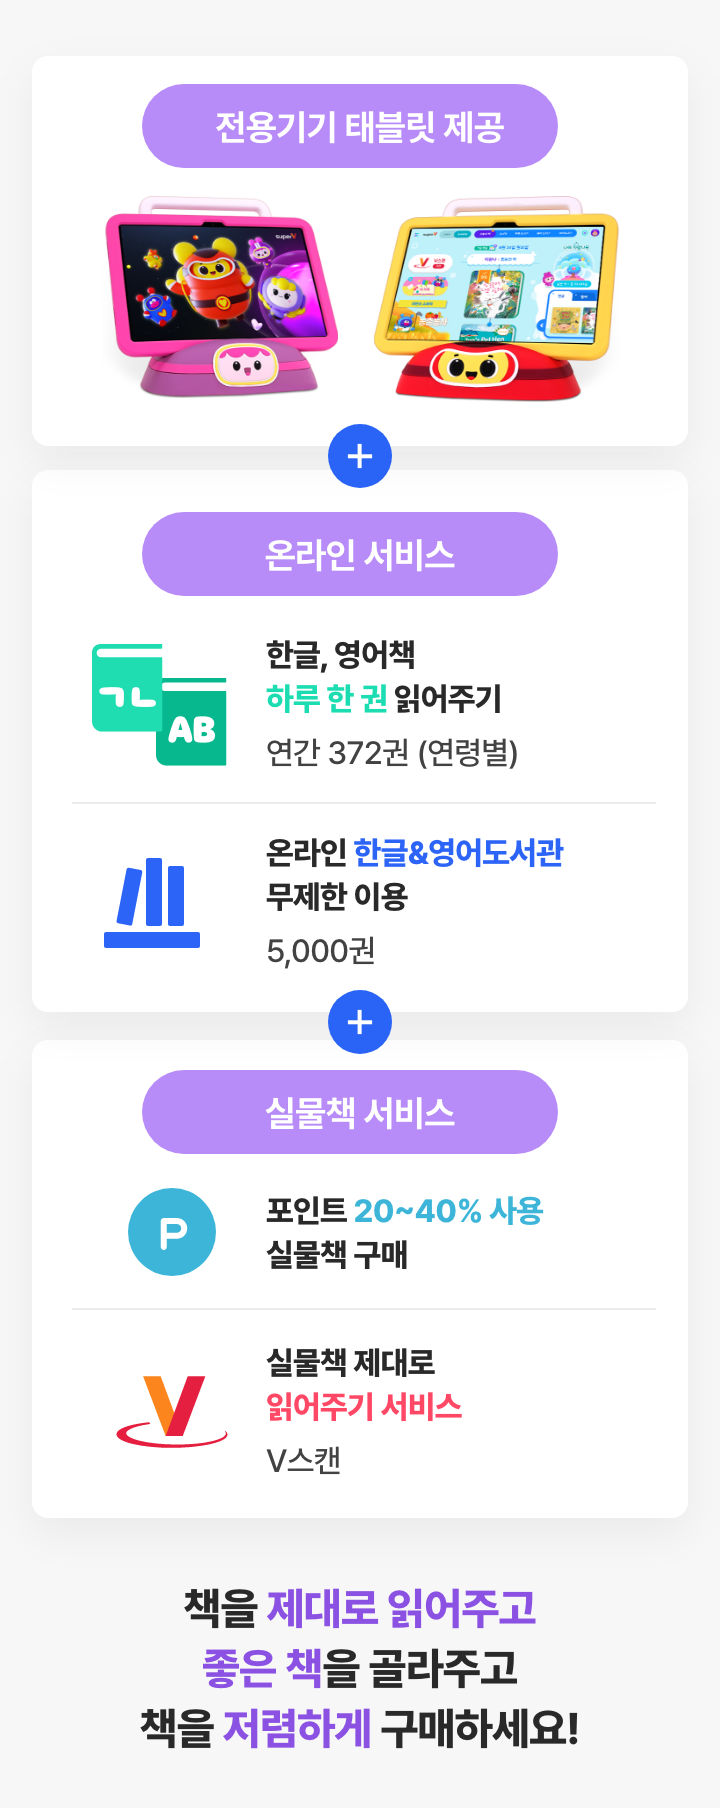 전용기기 태블릿 제공
superV
온라인 서비스
한글, 영어책
하루 한 권 읽어주기
연간 372권 (연령별)
ㄱㄴ
AB
온라인 한글&영어도서관
무제한 이용
5,000권
실물책 서비스
P
포인트 20~40% 사용
실물책 구매
V
실물책 제대로
읽어주기 서비스
V스캔
책을 제대로 읽어주고
좋은 책을 골라주고
책을 저렴하게 구매하세요!